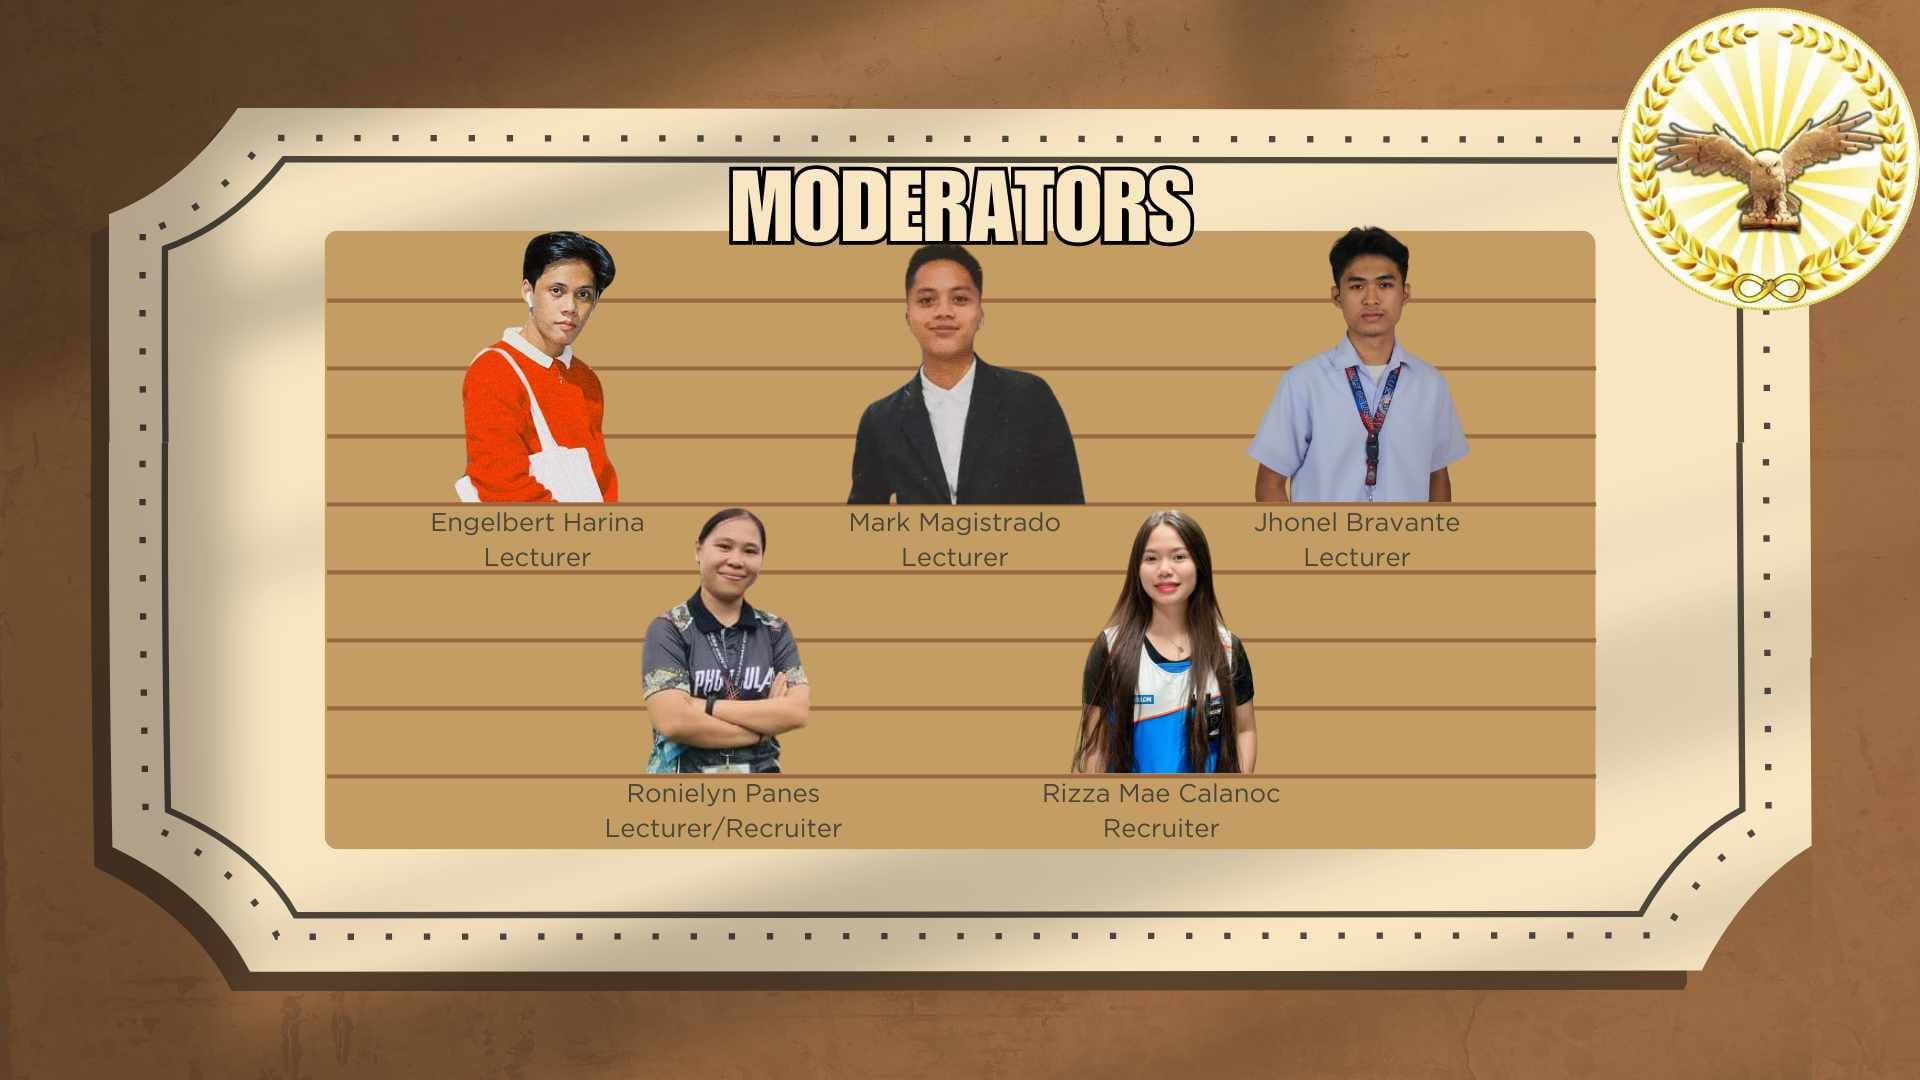 MODERATORS
Engelbert Harina
Lecturer
Mark Magistrado
Lecturer
Jhonel Bravante
Lecturer
Ronielyn Panes
Lecturer/Recruiter
Rizza Mae Calanoc
Recruiter